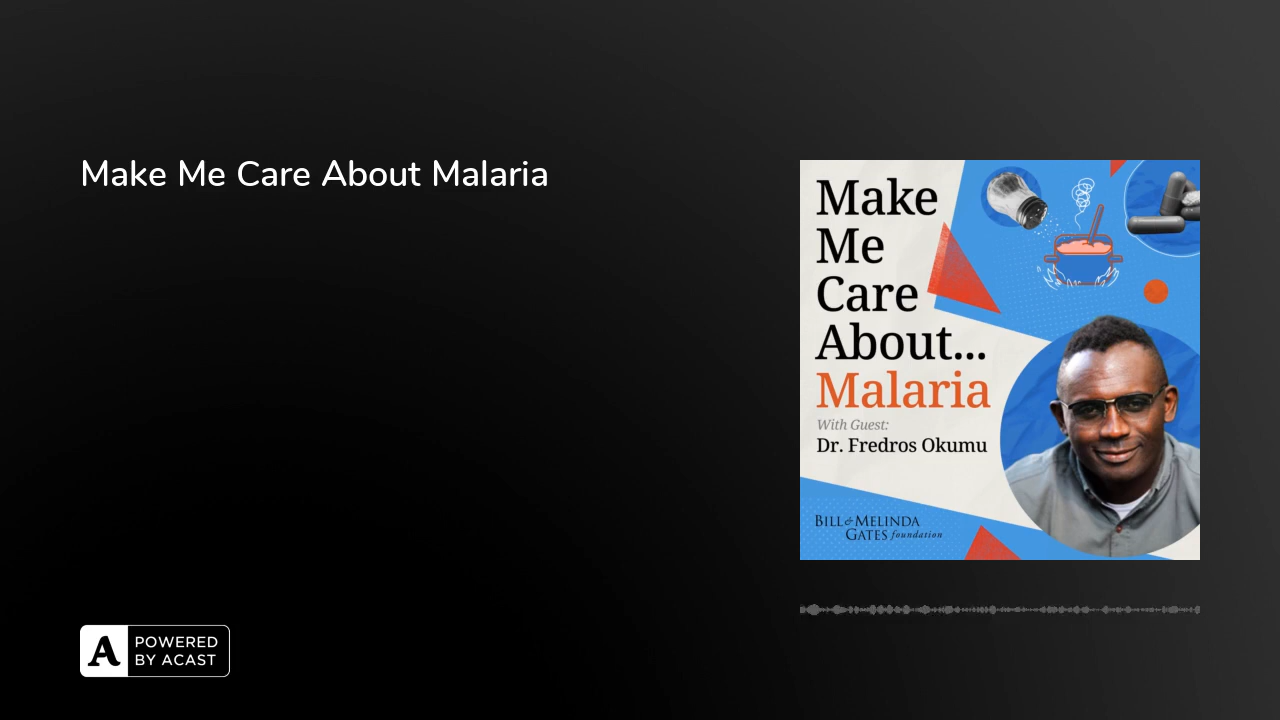 Make Me Care About Malaria
Make
Me
Care
About...
Malaria
With Guest:
Dr. Fredros Okumu
BILL & MELINDA
GATES foundation
A POWERED
BY ACAST